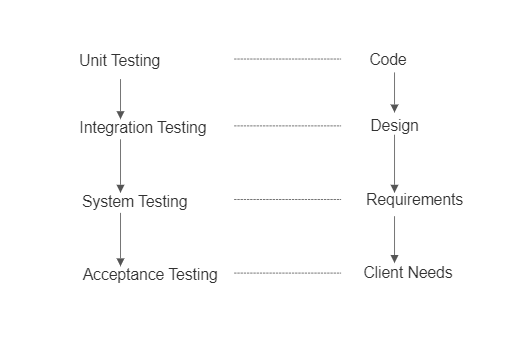 Unit Testing
Code
Integration Testing
Design
System Testing
Requirements
Acceptance Testing
Client Needs